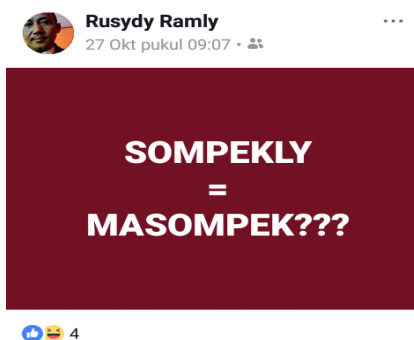 Rusydy Ramly
27 Okt pukul 09:07 •
SOMPEKLY
=
MASOMPEK???
4